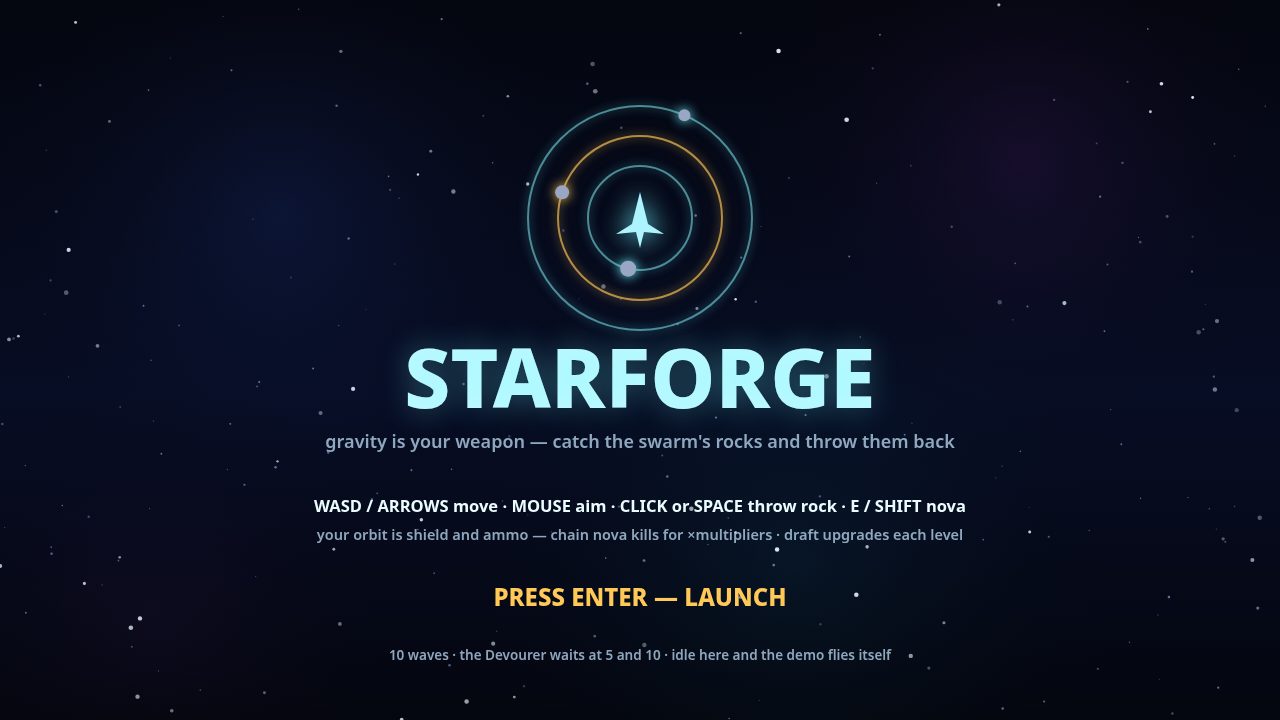 STARFORGE
gravity is your weapon — catch the swarm's rocks and throw them back
WASD / ARROWS move · MOUSE aim · CLICK or SPACE throw rock · E / SHIFT nova
your orbit is shield and ammo — chain nova kills for ×multipliers · draft upgrades each level
PRESS ENTER — LAUNCH
10 waves · the Devourer waits at 5 and 10 · idle here and the demo flies itself